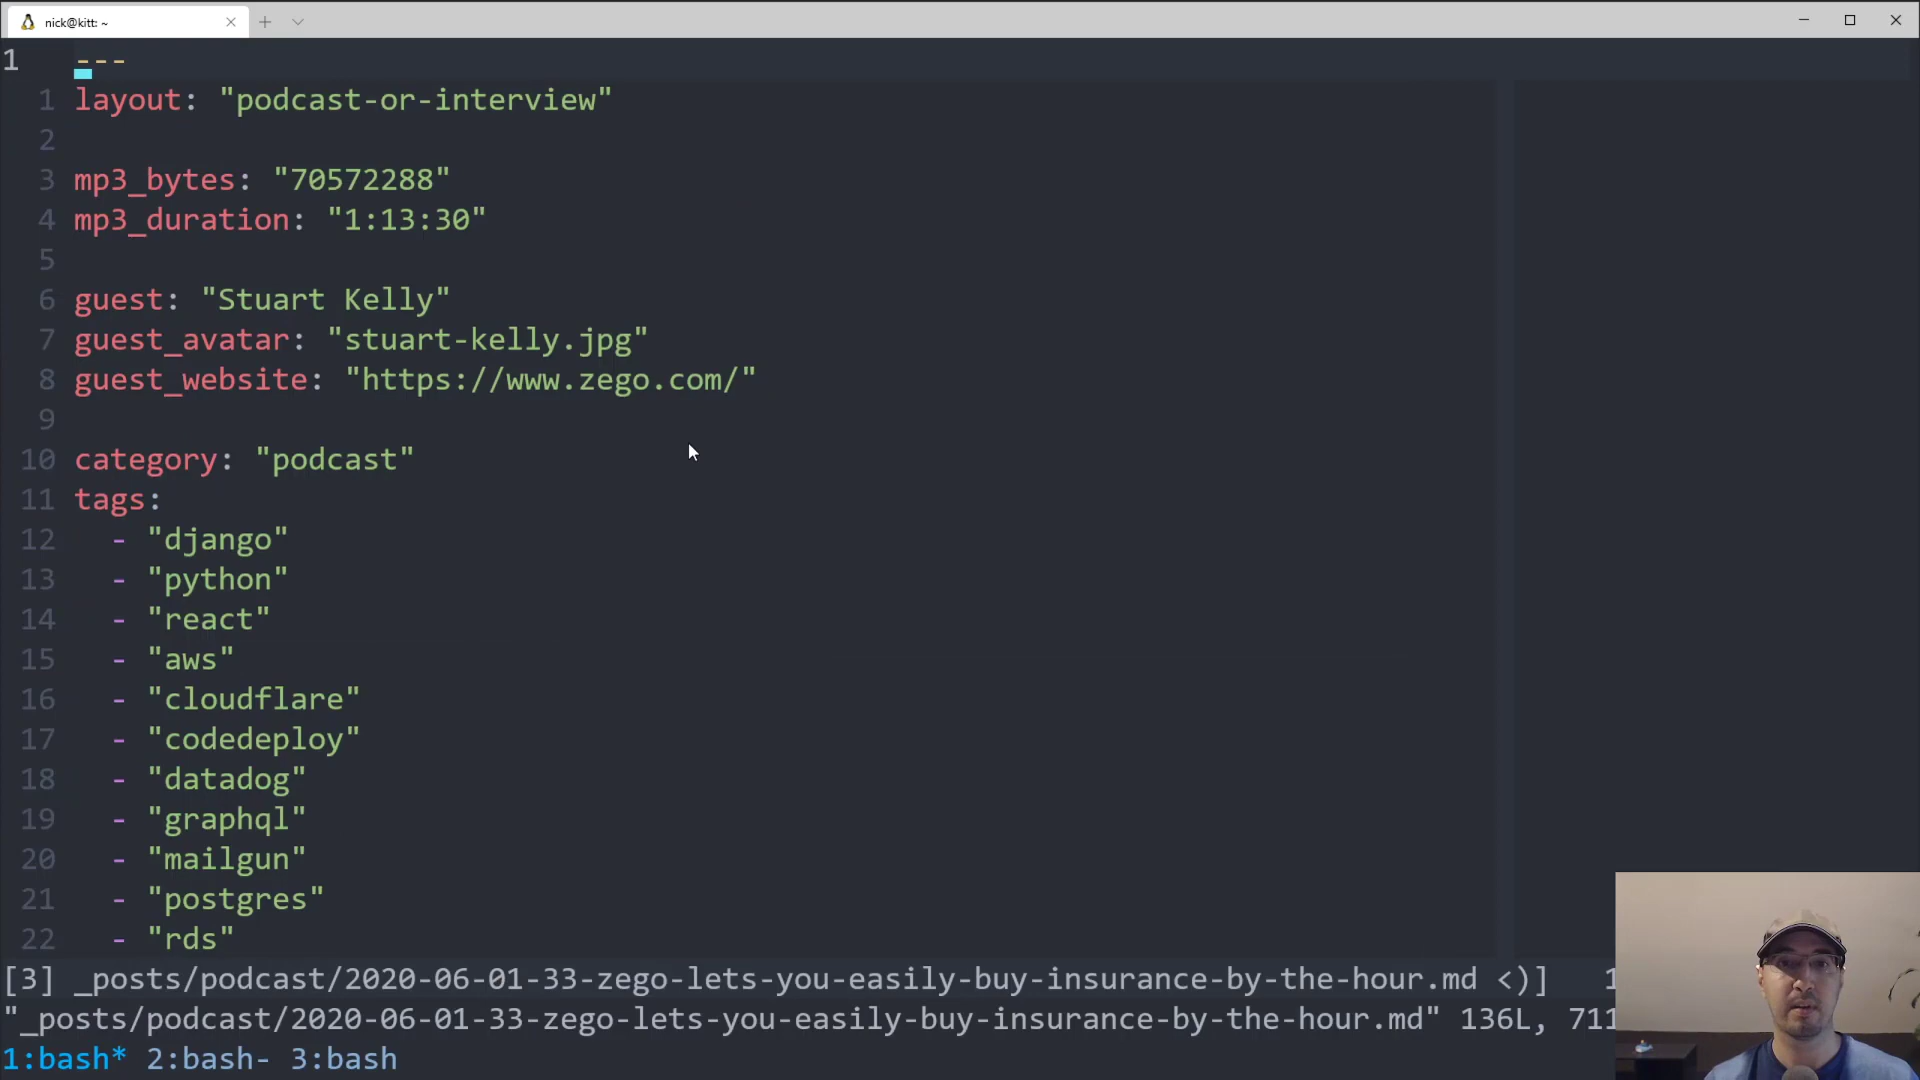 nick@kitt: ~
1 ---
1 layout: "podcast-or-interview"
2
3 mp3_bytes: "70572288"
4 mp3_duration: "1:13:30"
5
6 guest: "Stuart Kelly"
7 guest_avatar: "stuart-kelly.jpg"
8 guest_website: "https://www.zego.com/"
9
10 category: "podcast"
11 tags:
12 - "django"
13 - "python"
14 - "react"
15 - "aws"
16 - "cloudflare"
17 - "codedeploy"
18 - "datadog"
19 - "graphql"
20 - "mailgun"
21 - "postgres"
22 - "rds"
[3] _posts/podcast/2020-06-01-33-zego-lets-you-easily-buy-insurance-by-the-hour.md <)] 1
"_posts/podcast/2020-06-01-33-zego-lets-you-easily-buy-insurance-by-the-hour.md" 136L, 711
1:bash* 2:bash- 3:bash